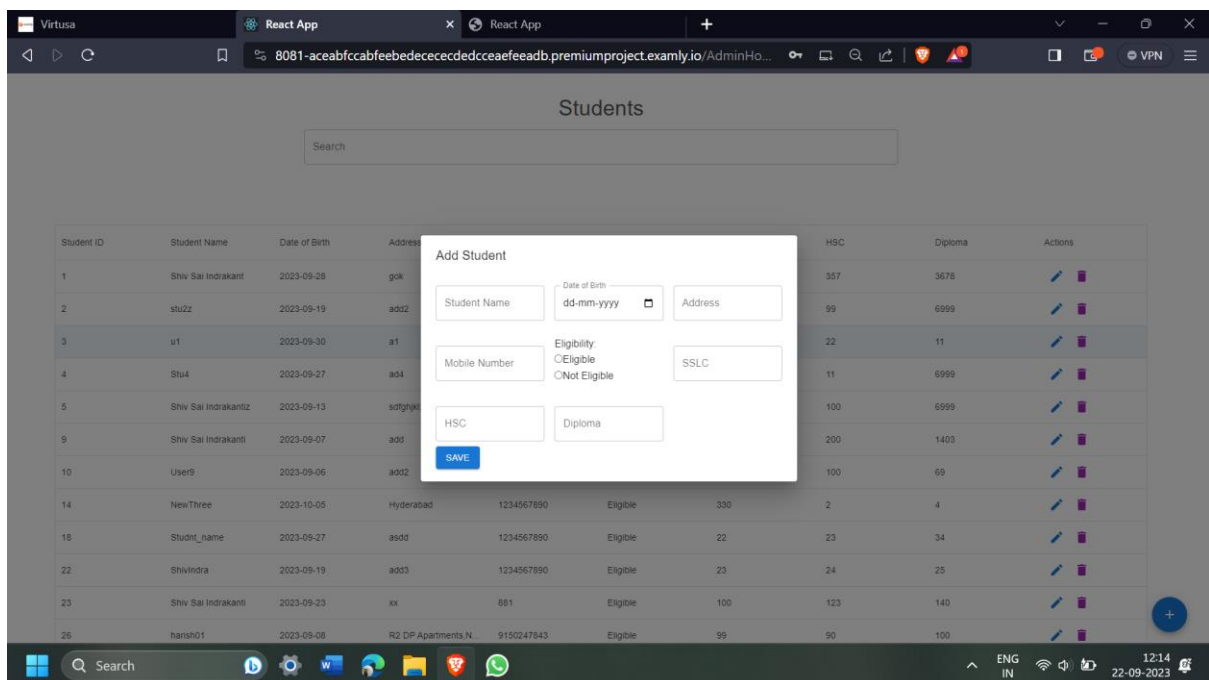 Virtusa React App React App
8081-aceabfccabfeebedecececdedcceaefeeadb.premiumproject.examly.io/AdminHo... VPN
Students
Search
Student ID Student Name Date of Birth Address HSC Diploma Actions
1 Shiv Sai Indrakant 2023-09-28 gok 357 3678
2 stu2z 2023-09-19 add2 99 6999
3 u1 2023-09-30 a1 22 11
4 Stu4 2023-09-27 ad4 11 6999
5 Shiv Sai Indrakantiz 2023-09-13 sdfghjkl 100 6999
9 Shiv Sai Indrakanti 2023-09-07 add 200 1403
10 User9 2023-09-06 add2 100 69
14 NewThree 2023-10-05 Hyderabad 1234567890 Eligible 330 2 4
18 Studnt_name 2023-09-27 asdd 1234567890 Eligible 22 23 34
22 Shivindra 2023-09-19 add3 1234567890 Eligible 23 24 25
23 Shiv Sai Indrakanti 2023-09-23 xx 881 Eligible 100 123 140
26 harish01 2023-09-08 R2 DP Apartments,N... 9150247843 Eligible 99 90 100
Add Student
Date of Birth
Student Name dd-mm-yyyy Address
Eligibility:
Mobile Number Eligible SSLC
Not Eligible
HSC Diploma
SAVE
Search ENG 12:14
IN 22-09-2023